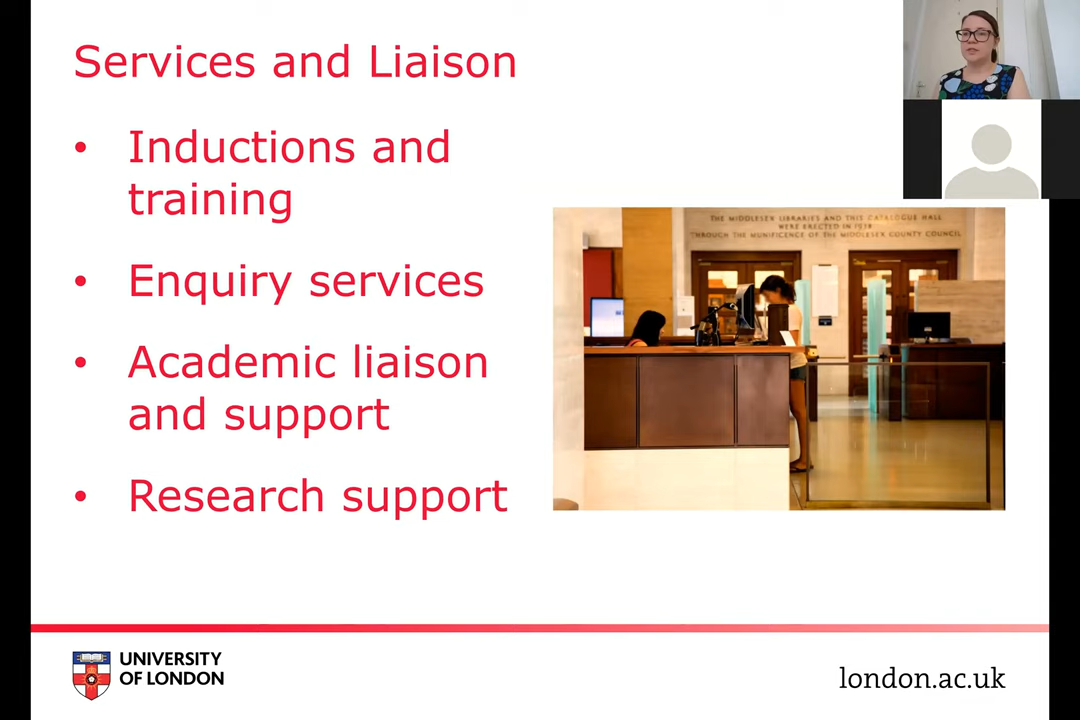 Services and Liaison
• Inductions and
training
• Enquiry services
• Academic liaison
and support
• Research support
THE MIDDLESEX LIBRARIES AND THIS CATALOGUE HALL
WERE ERECTED IN 1938
THROUGH THE MUNIFICENCE OF THE MIDDLESEX COUNTY COUNCIL
UNIVERSITY
OF LONDON
london.ac.uk